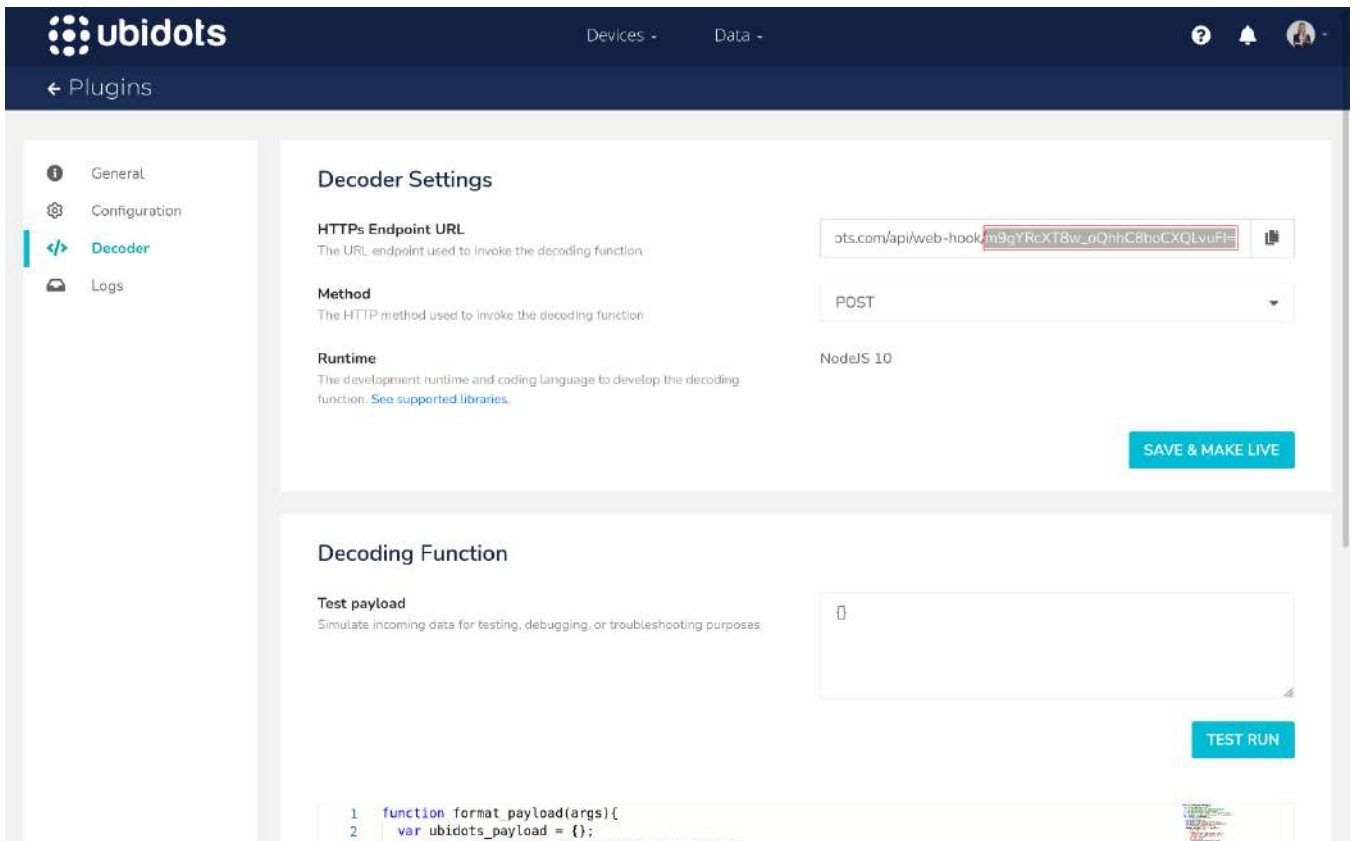 ubidots
Devices
Data
Plugins
General
Configuration
Decoder
Logs
Decoder Settings
HTTPs Endpoint URL
The URL endpoint used to invoke the decoding function
ots.com/api/web-hook/m9gYRcXT8w_oQhhC8boCXQLvuFI=
Method
The HTTP method used to invoke the decoding function
POST
Runtime
The development runtime and coding language to develop the decoding
function. See supported libraries.
NodeJS 10
SAVE & MAKE LIVE
Decoding Function
Test payload
Simulate incoming data for testing, debugging, or troubleshooting purposes
{}
TEST RUN
1 function format_payload(args){
2 var ubidots_payload = {};